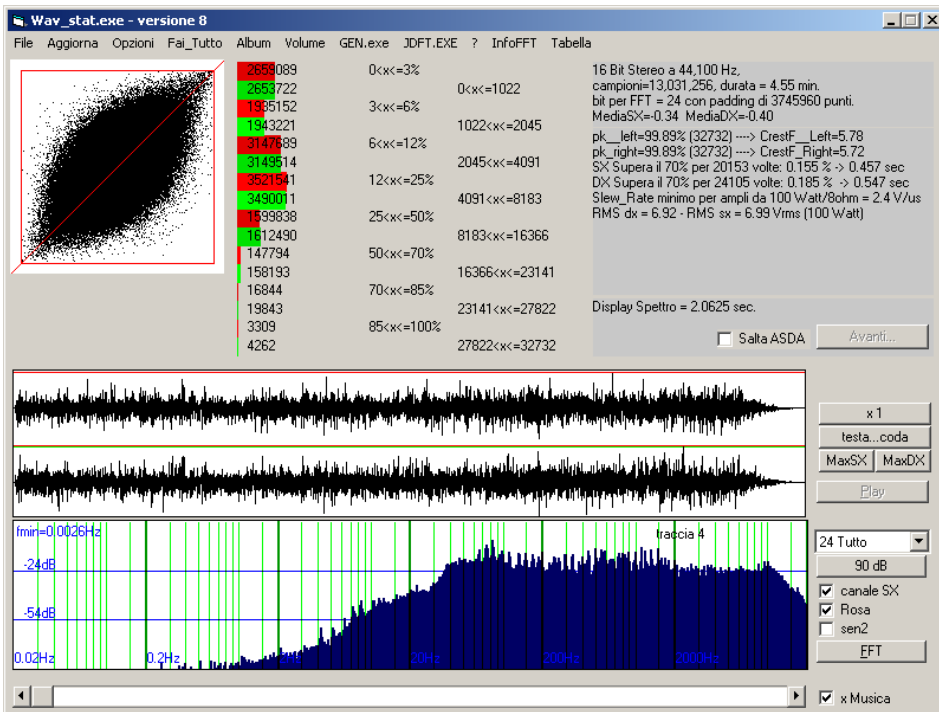 Wav_stat.exe - versione 8
File Aggiorna Opzioni Fai_Tutto Album Volume GEN.exe JDFT.EXE ? InfoFFT Tabella
2659089 0<x<=3%
2653722 0<x<=1022
1935152 3<x<=6%
1943221 1022<x<=2045
3147689 6<x<=12%
3149514 2045<x<=4091
3521541 12<x<=25%
3490011 4091<x<=8183
1599838 25<x<=50%
1612490 8183<x<=16366
147794 50<x<=70%
158193 16366<x<=23141
16844 70<x<=85%
19843 23141<x<=27822
3309 85<x<=100%
4262 27822<x<=32732
16 Bit Stereo a 44,100 Hz,
campioni=13,031,256, durata = 4.55 min.
bit per FFT = 24 con padding di 3745960 punti.
MediaSX=-0.34 MediaDX=-0.40
pk__left=99.89% (32732) ----> CrestF__Left=5.78
pk_right=99.89% (32732) ----> CrestF_Right=5.72
SX Supera il 70% per 20153 volte: 0.155 % -> 0.457 sec
DX Supera il 70% per 24105 volte: 0.185 % -> 0.547 sec
Slew_Rate minimo per ampli da 100 Watt/8ohm = 2.4 V/us
RMS dx = 6.92 - RMS sx = 6.99 Vrms (100 Watt)
Display Spettro = 2.0625 sec.
Salta ASDA Avanti...
x 1
testa...coda
MaxSX MaxDX
Play
fmin=0.0026Hz traccia 4
-24dB
-54dB
0.02Hz 0.2Hz 2Hz 20Hz 200Hz 2000Hz
24 Tutto
90 dB
canale SX
Rosa
sen2
FFT
x Musica